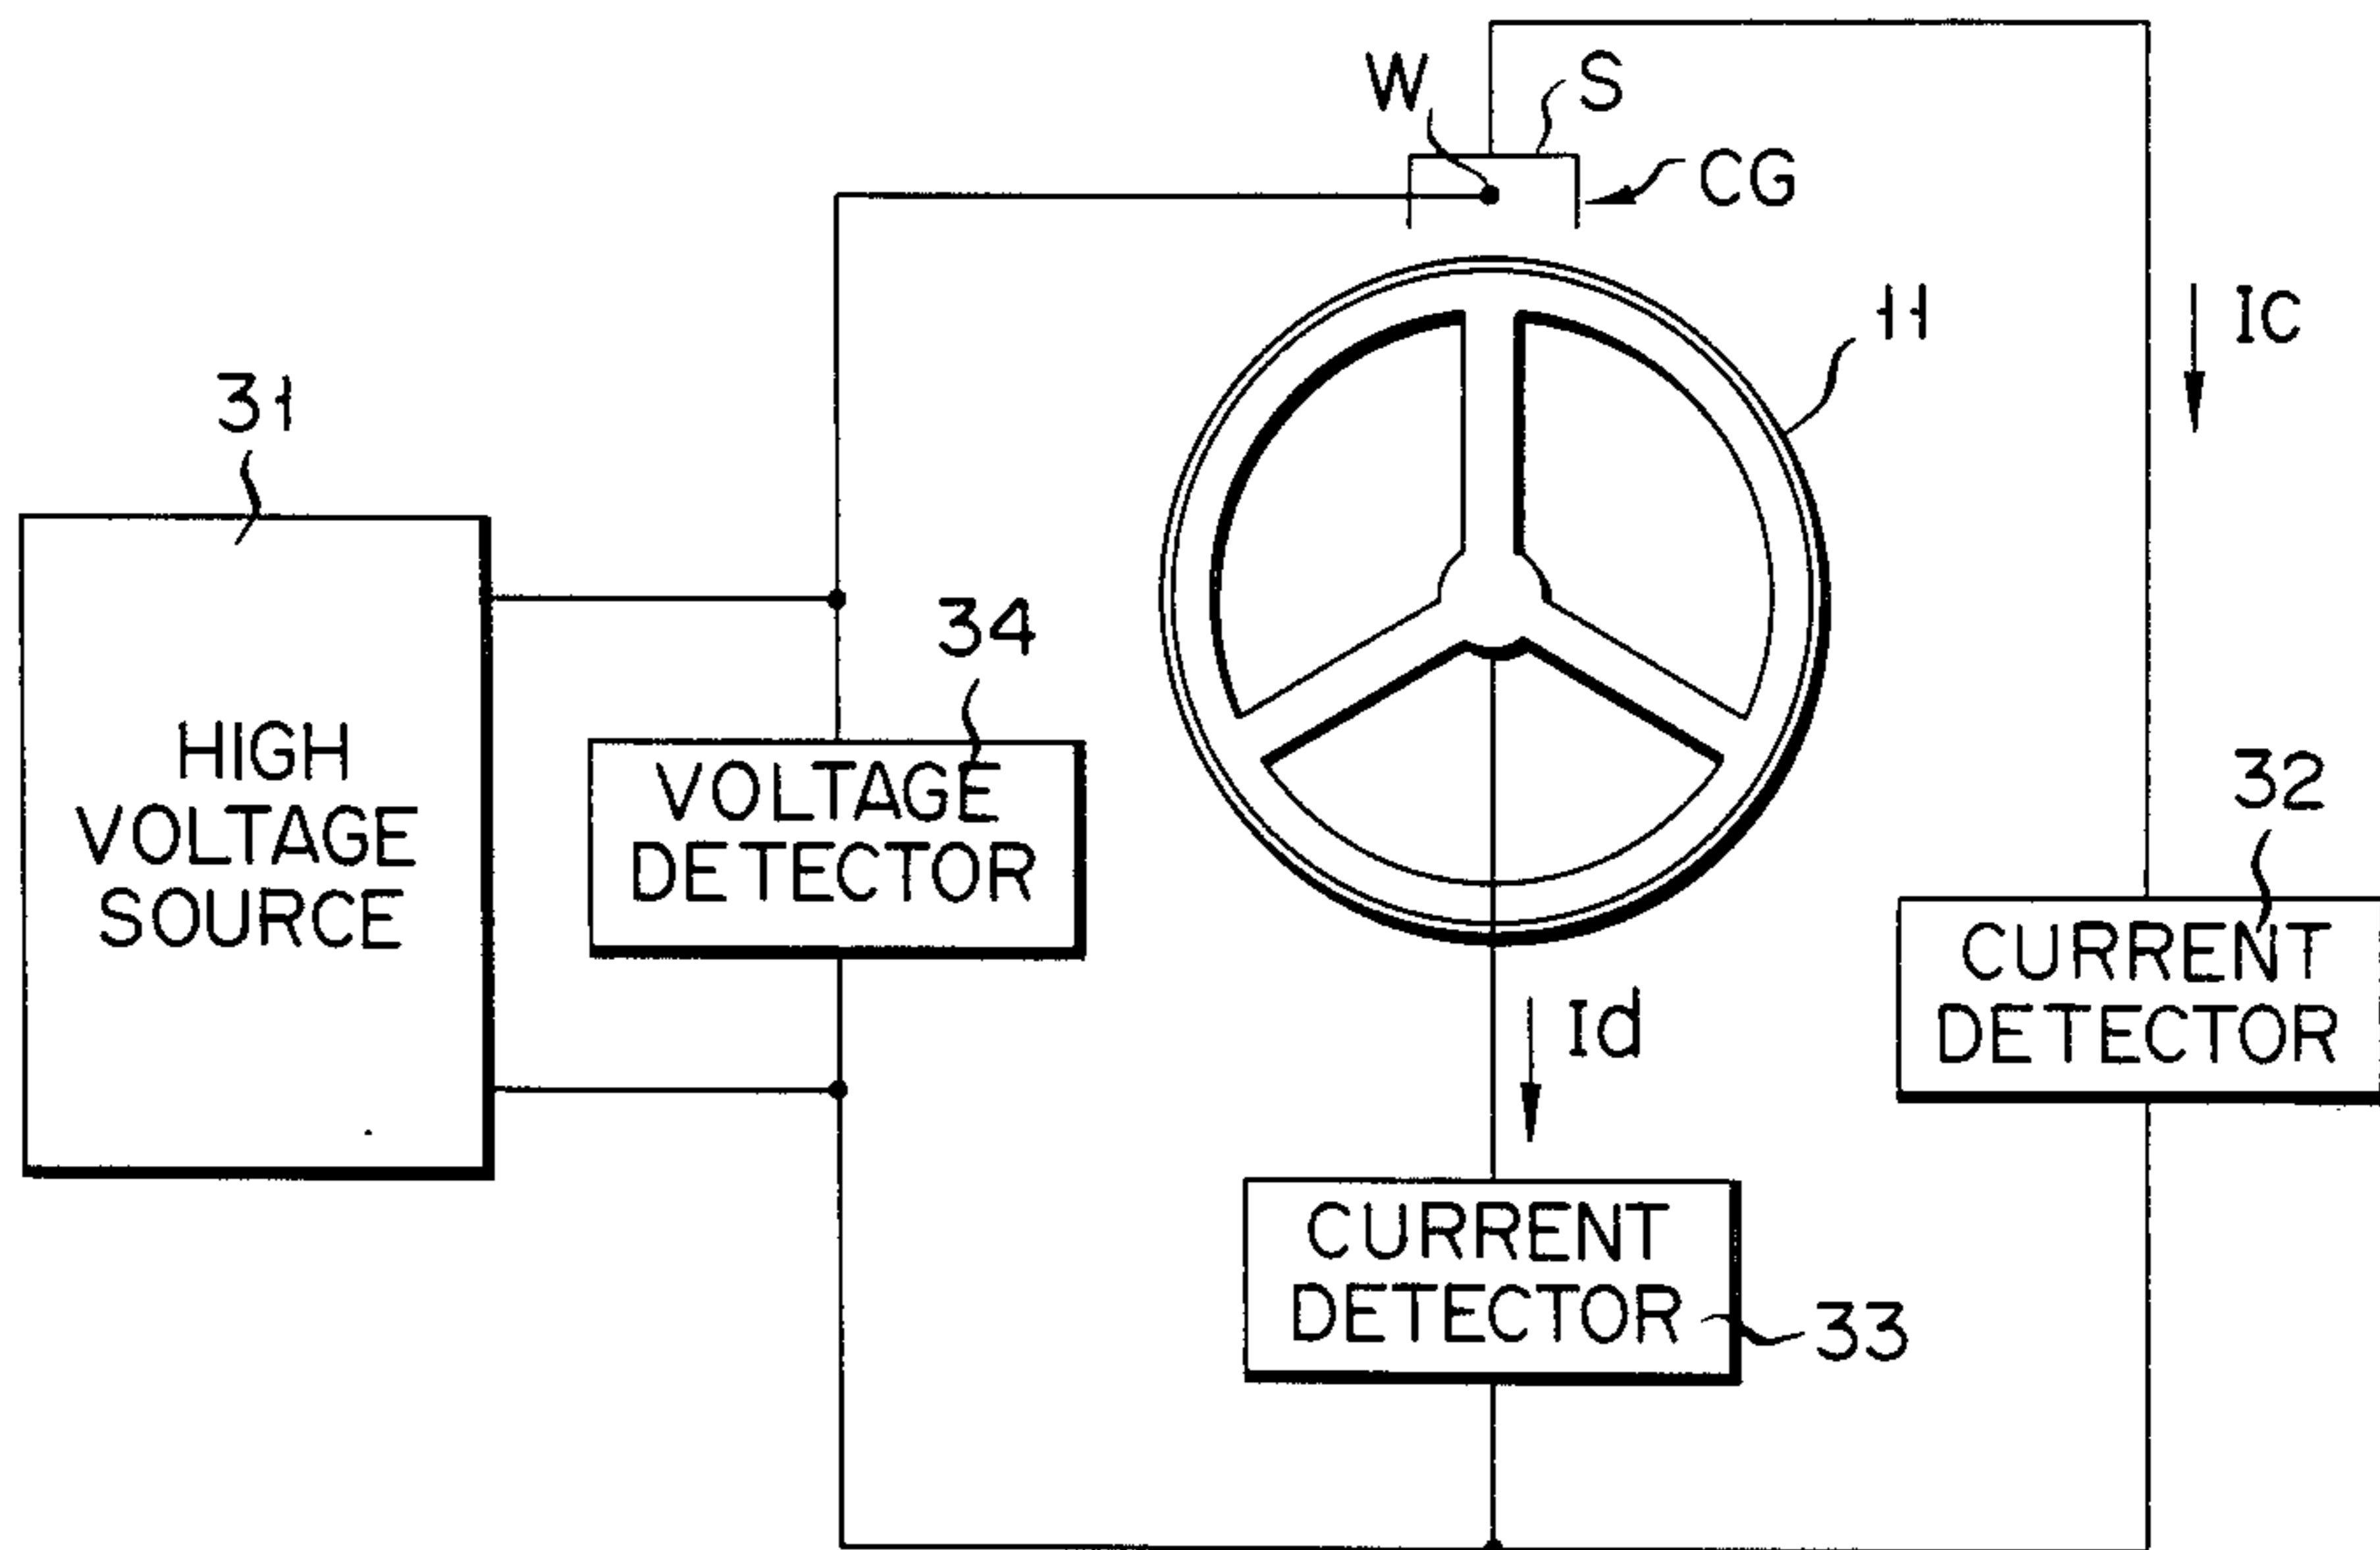 W
S
CG
11
IC
31
34
HIGH
VOLTAGE
SOURCE
VOLTAGE
DETECTOR
32
CURRENT
DETECTOR
Id
CURRENT
DETECTOR
33